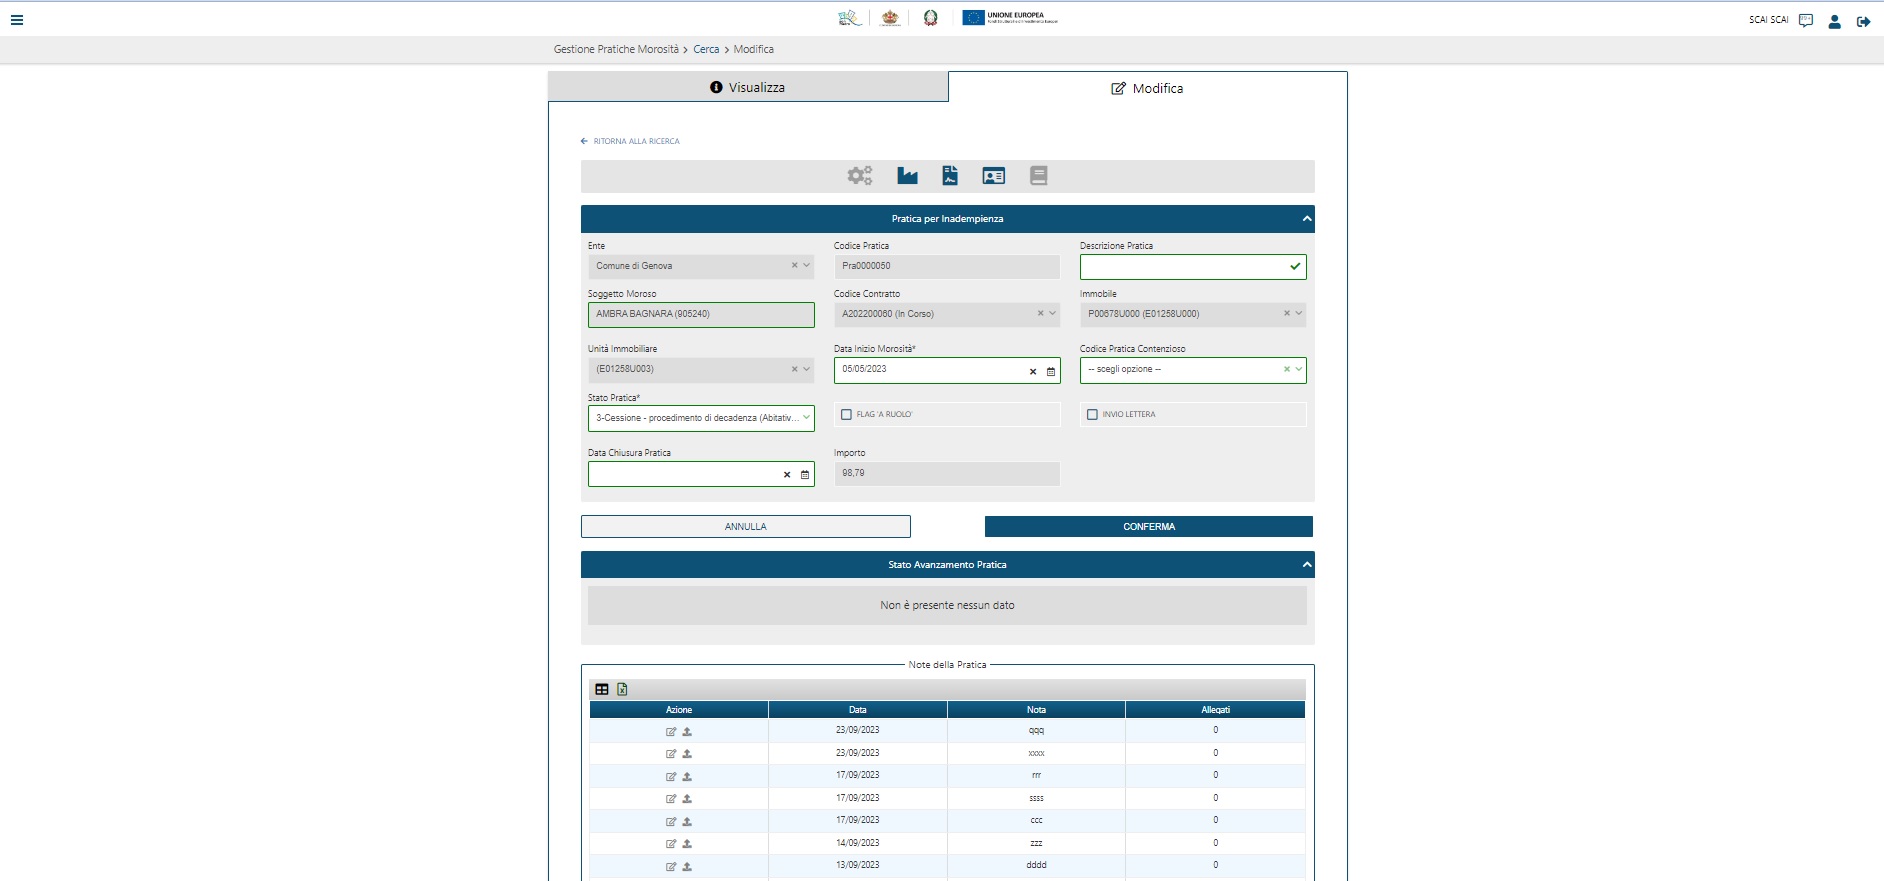 UNIONE EUROPEA
SCAI SCAI
Gestione Pratiche Morosità > Cerca > Modifica
Visualizza
Modifica
RITORNA ALLA RICERCA
Pratica per Inadempienza
Ente
Codice Pratica
Descrizione Pratica
Comune di Genova
Pra0000050
Soggetto Moroso
Codice Contratto
Immobile
AMBRA BAGNARA (905240)
A202200060 (In Corso)
P00678U000 (E01258U000)
Unità Immobiliare
Data Inizio Morosità*
Codice Pratica Contenzioso
(E01258U003)
05/05/2023
-- scegli opzione --
Stato Pratica*
3-Cessione - procedimento di decadenza (Abitativ...
FLAG 'A RUOLO'
INVIO LETTERA
Data Chiusura Pratica
Importo
98,79
ANNULLA
CONFERMA
Stato Avanzamento Pratica
Non è presente nessun dato
Note della Pratica
Azione Data Nota Allegati
23/09/2023 qqq 0
23/09/2023 xxxx 0
17/09/2023 rrr 0
17/09/2023 ssss 0
17/09/2023 ccc 0
14/09/2023 zzz 0
13/09/2023 dddd 0